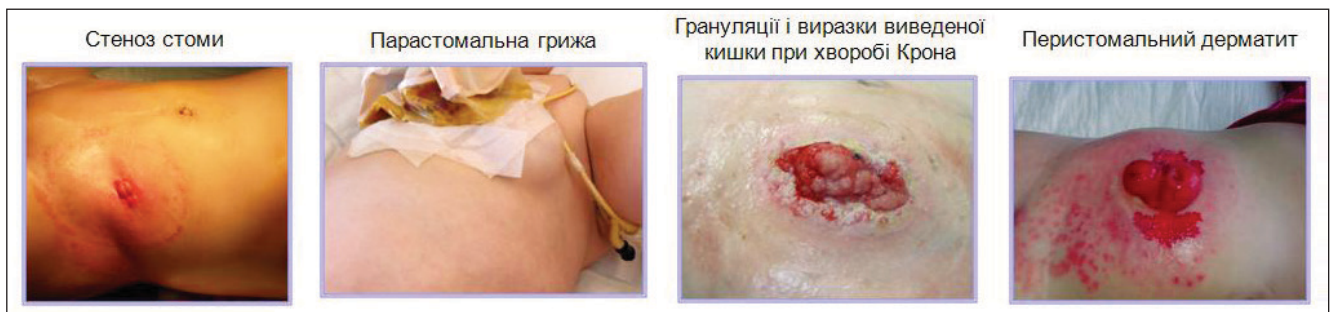 Стеноз стоми
Парастомальна грижа
Грануляції і виразки виведеної
кишки при хворобі Крона
Перистомальний дерматит